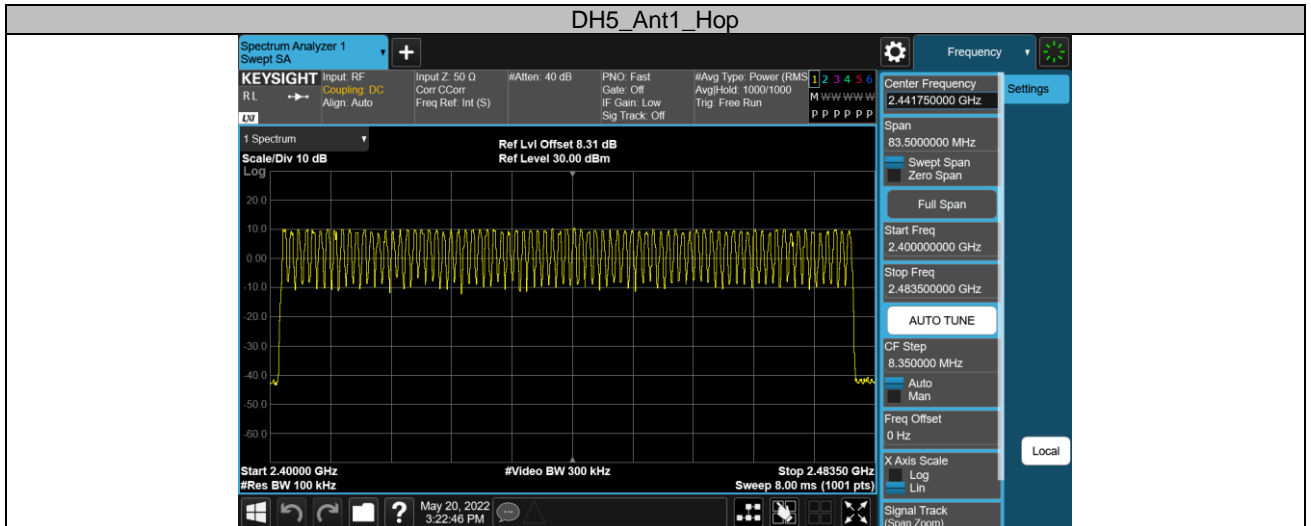 DH5_Ant1_Hop
Spectrum Analyzer 1
Swept SA
Frequency
KEYSIGHT
RL
LXI
Input: RF
Coupling: DC
Align: Auto
Input Z: 50 Ω
Corr CCorr
Freq Ref: Int (S)
#Atten: 40 dB
PNO: Fast
Gate: Off
IF Gain: Low
Sig Track: Off
#Avg Type: Power (RMS
Avg|Hold: 1000/1000
Trig: Free Run
1 2 3 4 5 6
M W W W W W
P P P P P P
1 Spectrum
Scale/Div 10 dB
Ref Lvl Offset 8.31 dB
Ref Level 30.00 dBm
Log
20.0
10.0
0.00
-10.0
-20.0
-30.0
-40.0
-50.0
-60.0
Start 2.40000 GHz
#Res BW 100 kHz
#Video BW 300 kHz
Stop 2.48350 GHz
Sweep 8.00 ms (1001 pts)
?
May 20, 2022
3:22:46 PM
Center Frequency
2.441750000 GHz
Settings
Span
83.5000000 MHz
Swept Span
Zero Span
Full Span
Start Freq
2.400000000 GHz
Stop Freq
2.483500000 GHz
AUTO TUNE
CF Step
8.350000 MHz
Auto
Man
Freq Offset
0 Hz
X Axis Scale
Log
Lin
Local
Signal Track
(Span Zoom)